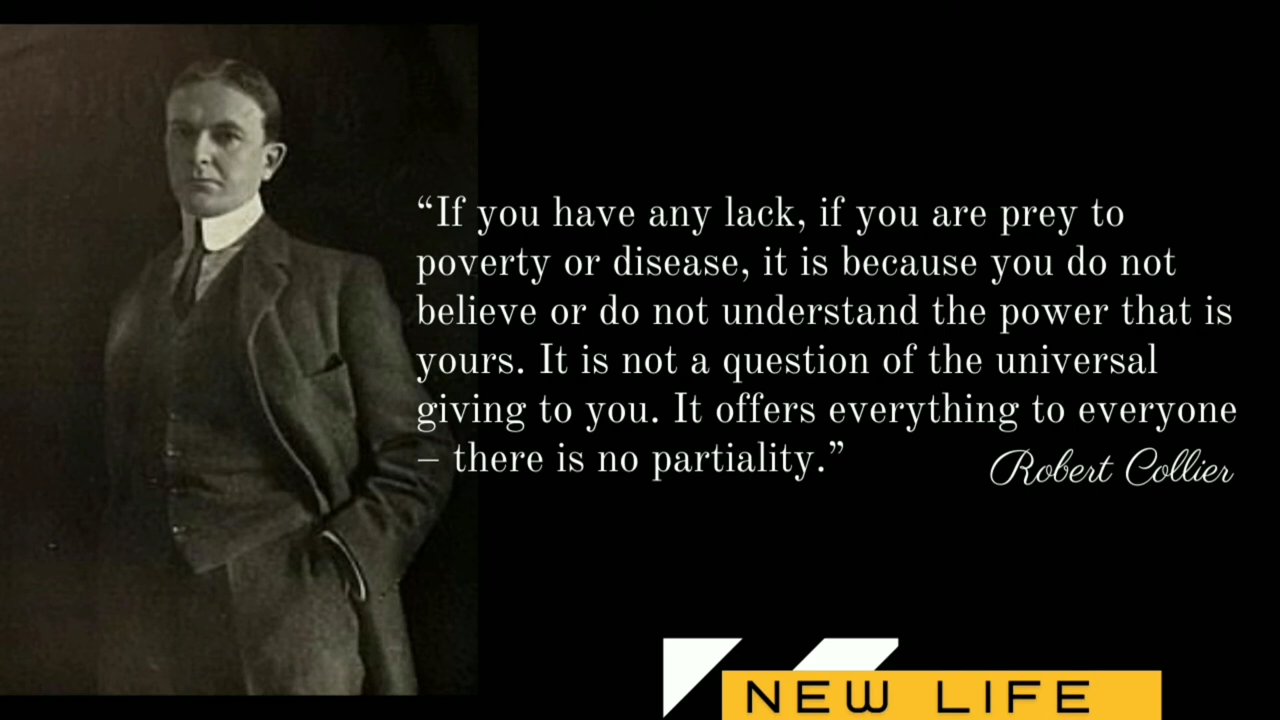 “If you have any lack, if you are prey to
poverty or disease, it is because you do not
believe or do not understand the power that is
yours. It is not a question of the universal
giving to you. It offers everything to everyone
– there is no partiality.”
Robert Collier
NEW LIFE